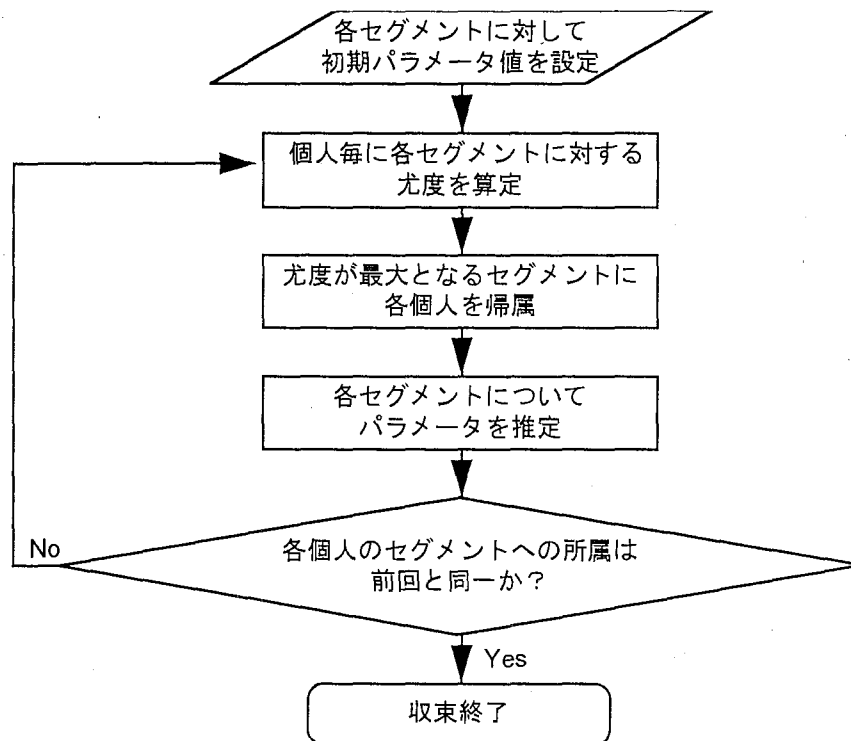 各セグメントに対して
初期パラメータ値を設定
個人毎に各セグメントに対する
尤度を算定
尤度が最大となるセグメントに
各個人を帰属
各セグメントについて
パラメータを推定
各個人のセグメントへの所属は
前回と同一か？
No
Yes
収束終了